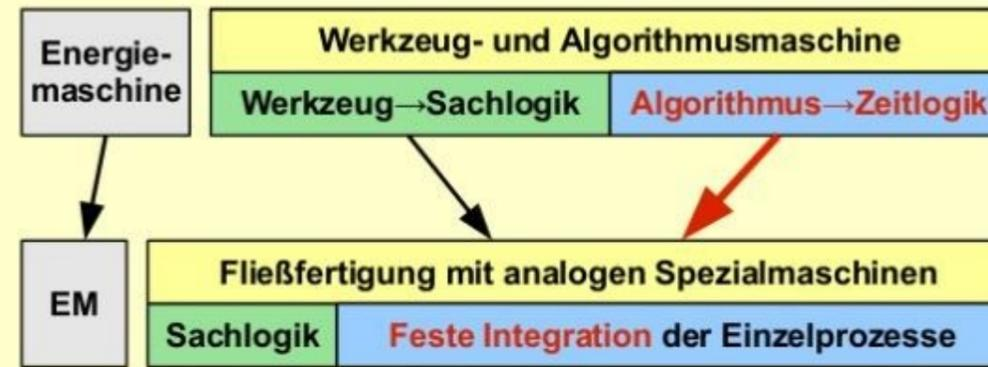 Energie-
maschine
Werkzeug- und Algorithmusmaschine
Werkzeug→Sachlogik
Algorithmus→Zeitlogik
EM
Fließfertigung mit analogen Spezialmaschinen
Sachlogik
Feste Integration der Einzelprozesse